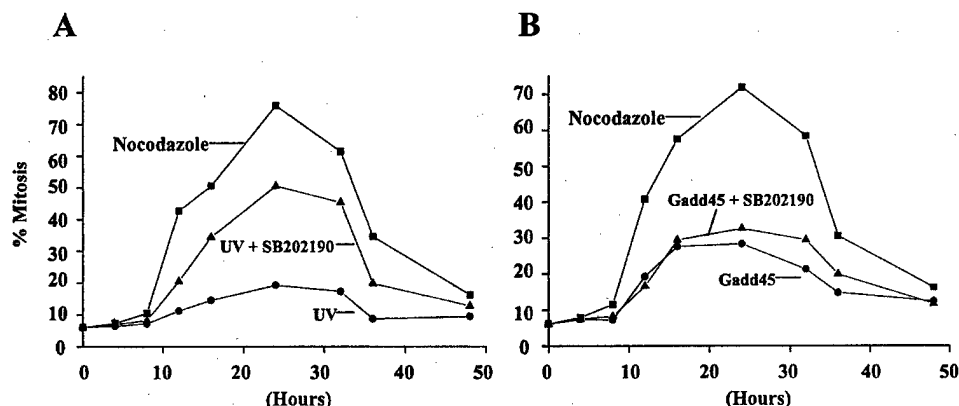 A
% Mitosis
80
70
60
50
40
30
20
10
0
Nocodazole
UV + SB202190
UV
0 10 20 30 40 50
(Hours)
B
70
60
50
40
30
20
10
0
Nocodazole
Gadd45 + SB202190
Gadd45
0 10 20 30 40 50
(Hours)